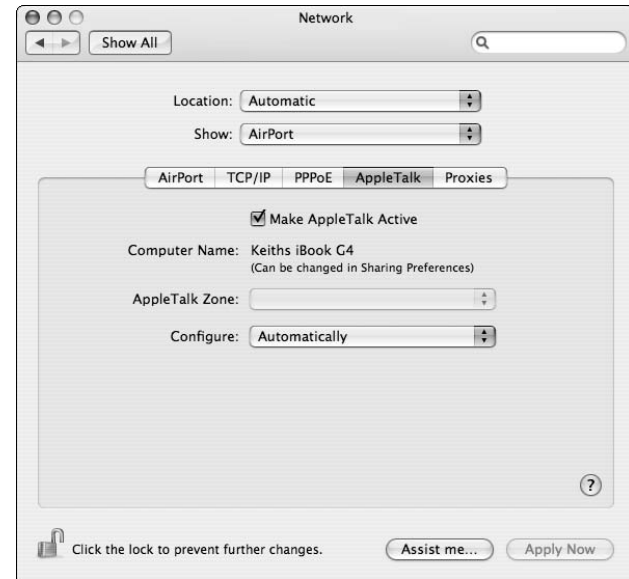 Network
Show All
Location: Automatic
Show: AirPort
AirPort TCP/IP PPPoE AppleTalk Proxies
Make AppleTalk Active
Computer Name: Keiths iBook G4
(Can be changed in Sharing Preferences)
AppleTalk Zone:
Configure: Automatically
?
Click the lock to prevent further changes. Assist me... Apply Now